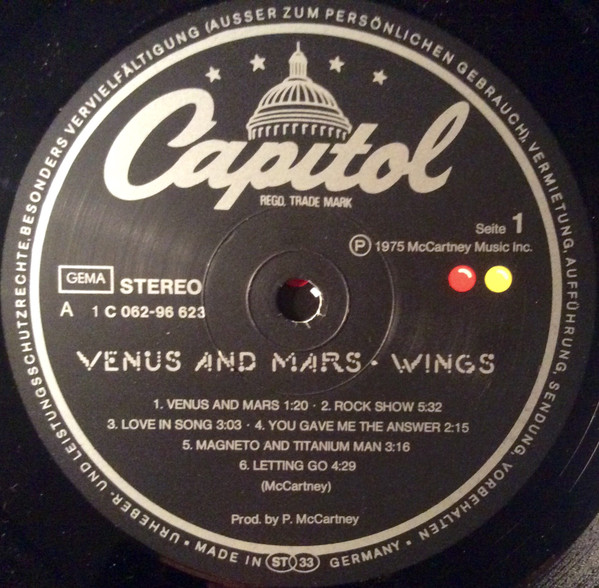 URHEBER- UND LEISTUNGSSCHUTZRECHTE, BESONDERS VERVIELFÄLTIGUNG (AUSSER ZUM PERSÖNLICHEN GEBRAUCH), VERMIETUNG, AUFFÜHRUNG, SENDUNG, VORBEHALTEN
Capitol
REGD. TRADE MARK
Seite 1
Ⓟ 1975 McCartney Music Inc.
GEMA STEREO
A 1 C 062-96 623
VENUS AND MARS · WINGS
1. VENUS AND MARS 1:20 · 2. ROCK SHOW 5:32
3. LOVE IN SONG 3:03 · 4. YOU GAVE ME THE ANSWER 2:15
5. MAGNETO AND TITANIUM MAN 3:16
6. LETTING GO 4:29
(McCartney)
Prod. by P. McCartney
• MADE IN ST 33 GERMANY •